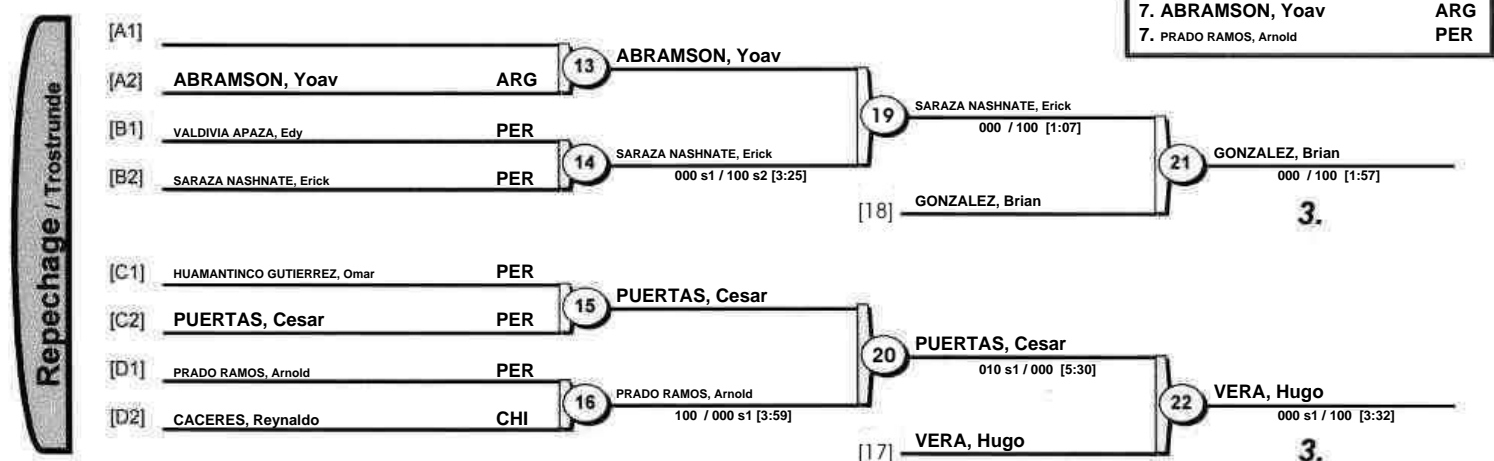 7. ABRAMSON, Yoav ARG
7. PRADO RAMOS, Arnold PER
Repechage / Trostrunde
[A1]
13 ABRAMSON, Yoav
[A2] ABRAMSON, Yoav ARG
19 SARAZA NASHNATE, Erick
000 / 100 [1:07]
[B1] VALDIVIA APAZA, Edy PER
14 SARAZA NASHNATE, Erick
000 s1 / 100 s2 [3:25]
[B2] SARAZA NASHNATE, Erick PER
21 GONZALEZ, Brian
000 / 100 [1:57]
[18] GONZALEZ, Brian
3.
[C1] HUAMANTINCO GUTIERREZ, Omar PER
15 PUERTAS, Cesar
[C2] PUERTAS, Cesar PER
20 PUERTAS, Cesar
010 s1 / 000 [5:30]
[D1] PRADO RAMOS, Arnold PER
16 PRADO RAMOS, Arnold
100 / 000 s1 [3:59]
[D2] CACERES, Reynaldo CHI
22 VERA, Hugo
000 s1 / 100 [3:32]
[17] VERA, Hugo
3.